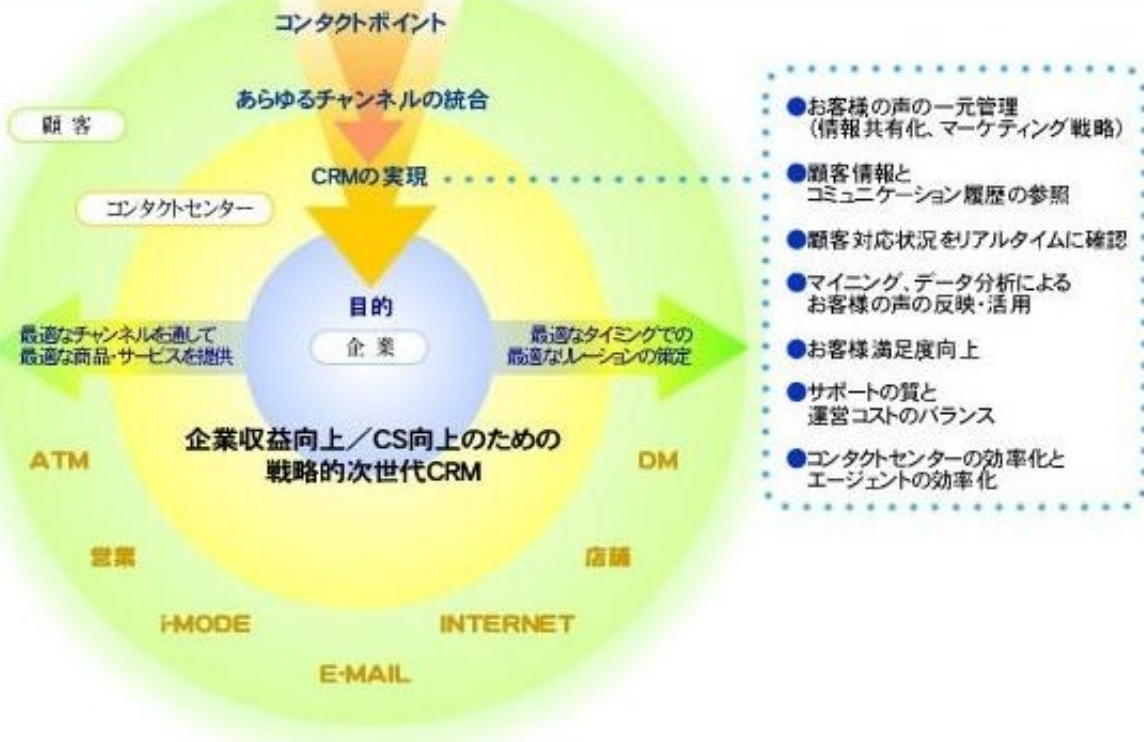 コンタクトポイント
あらゆるチャンネルの統合
顧客
CRMの実現
コンタクトセンター
目的
企業
最適なチャンネルを通して
最適な商品・サービスを提供
最適なタイミングでの
最適なリレーションの策定
企業収益向上／CS向上のための
戦略的次世代CRM
ATM
営業
i-MODE
E-MAIL
INTERNET
店舗
DM
●お客様の声の一元管理
（情報共有化、マーケティング戦略）
●顧客情報と
コミュニケーション履歴の参照
●顧客対応状況をリアルタイムに確認
●マイニング、データ分析による
お客様の声の反映・活用
●お客様満足度向上
●サポートの質と
運営コストのバランス
●コンタクトセンターの効率化と
エージェントの効率化